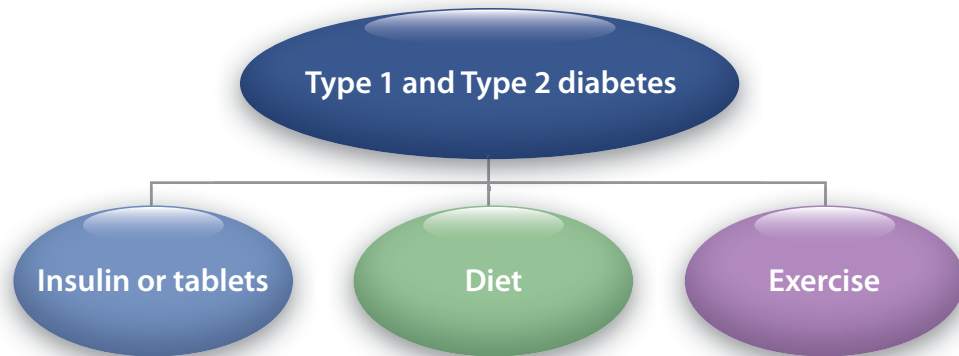 Type 1 and Type 2 diabetes
Insulin or tablets
Diet
Exercise